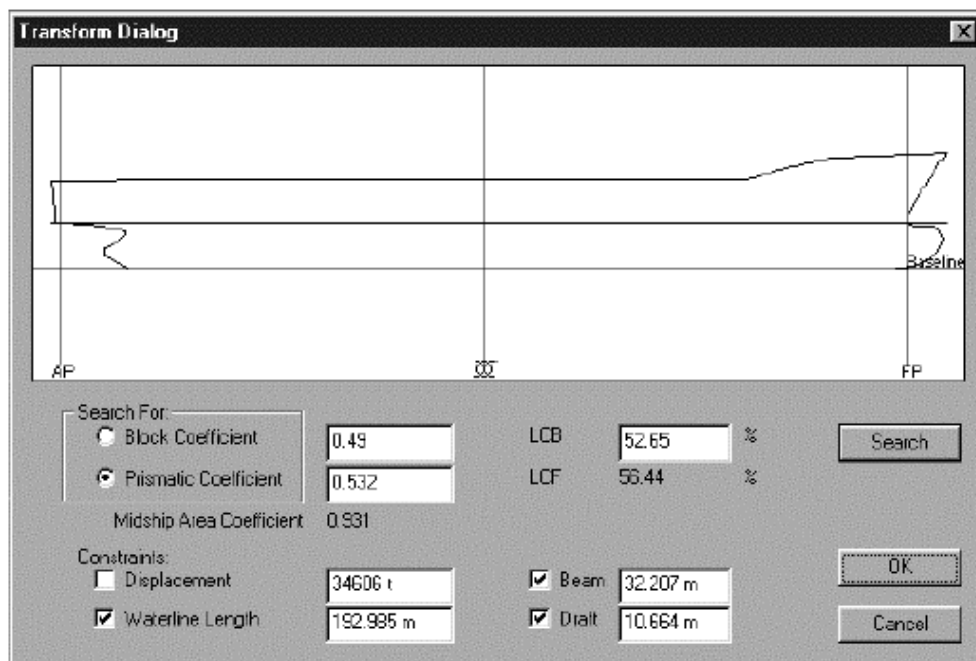 Transform Dialog
Baseline
AP
FP
Search For:
Block Coefficient 0.49 LCB 52.65 % Search
Prismatic Coefficient 0.532 LCF 56.44 %
Midship Area Coefficient 0.931
Constraints:
Displacement 34606 t Beam 32.207 m OK
Waterline Length 192.985 m Draft 10.664 m Cancel